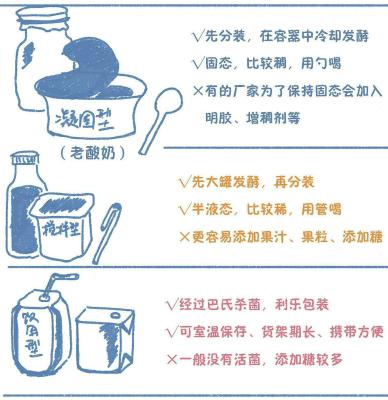 √先分装，在容器中冷却发酵
√固态，比较稠，用勺喝
×有的厂家为了保持固态会加入
明胶、增稠剂等
凝固型
（老酸奶）
√先大罐发酵，再分装
√半液态，比较稀，用管喝
×更容易添加果汁、果粒、添加糖
搅拌型
√经过巴氏杀菌，利乐包装
√可室温保存、货架期长、携带方便
×一般没有活菌，添加糖较多
饮用型